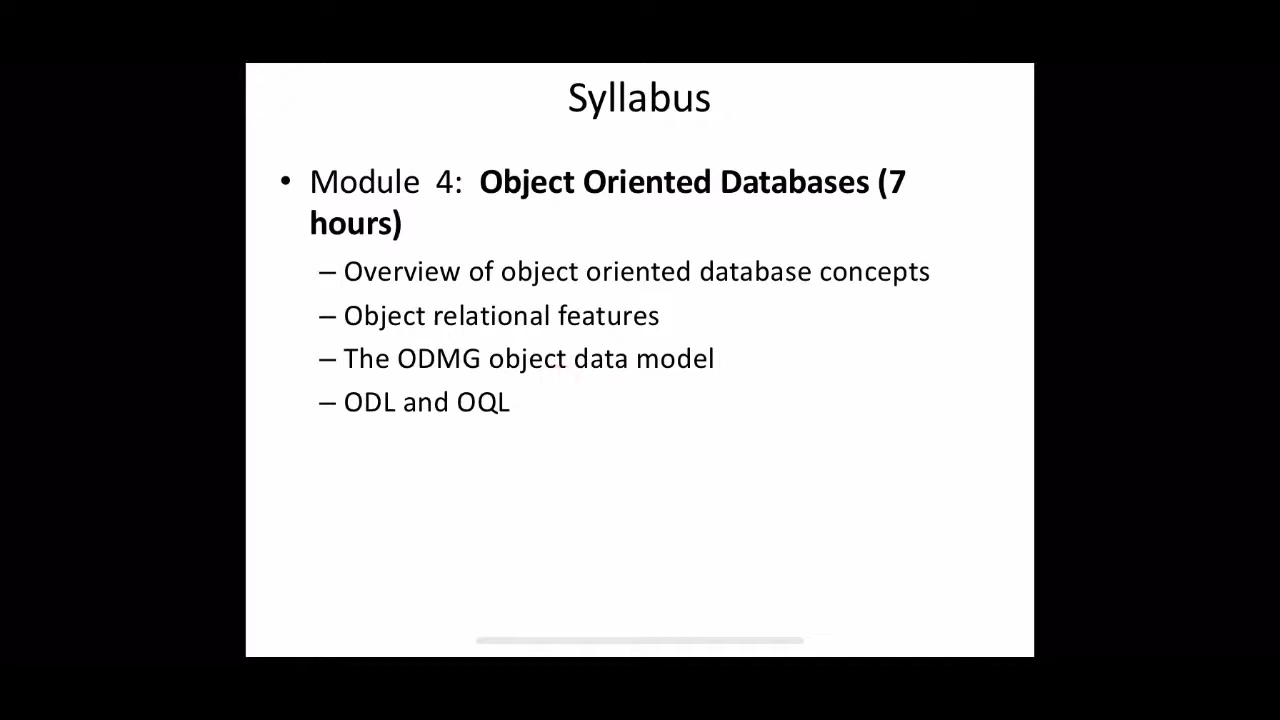 Syllabus
• Module 4: Object Oriented Databases (7
hours)
– Overview of object oriented database concepts
– Object relational features
– The ODMG object data model
– ODL and OQL